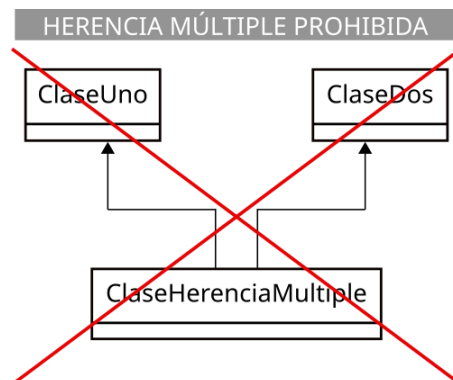 HERENCIA MÚLTIPLE PROHIBIDA
ClaseUno
ClaseDos
ClaseHerenciaMultiple